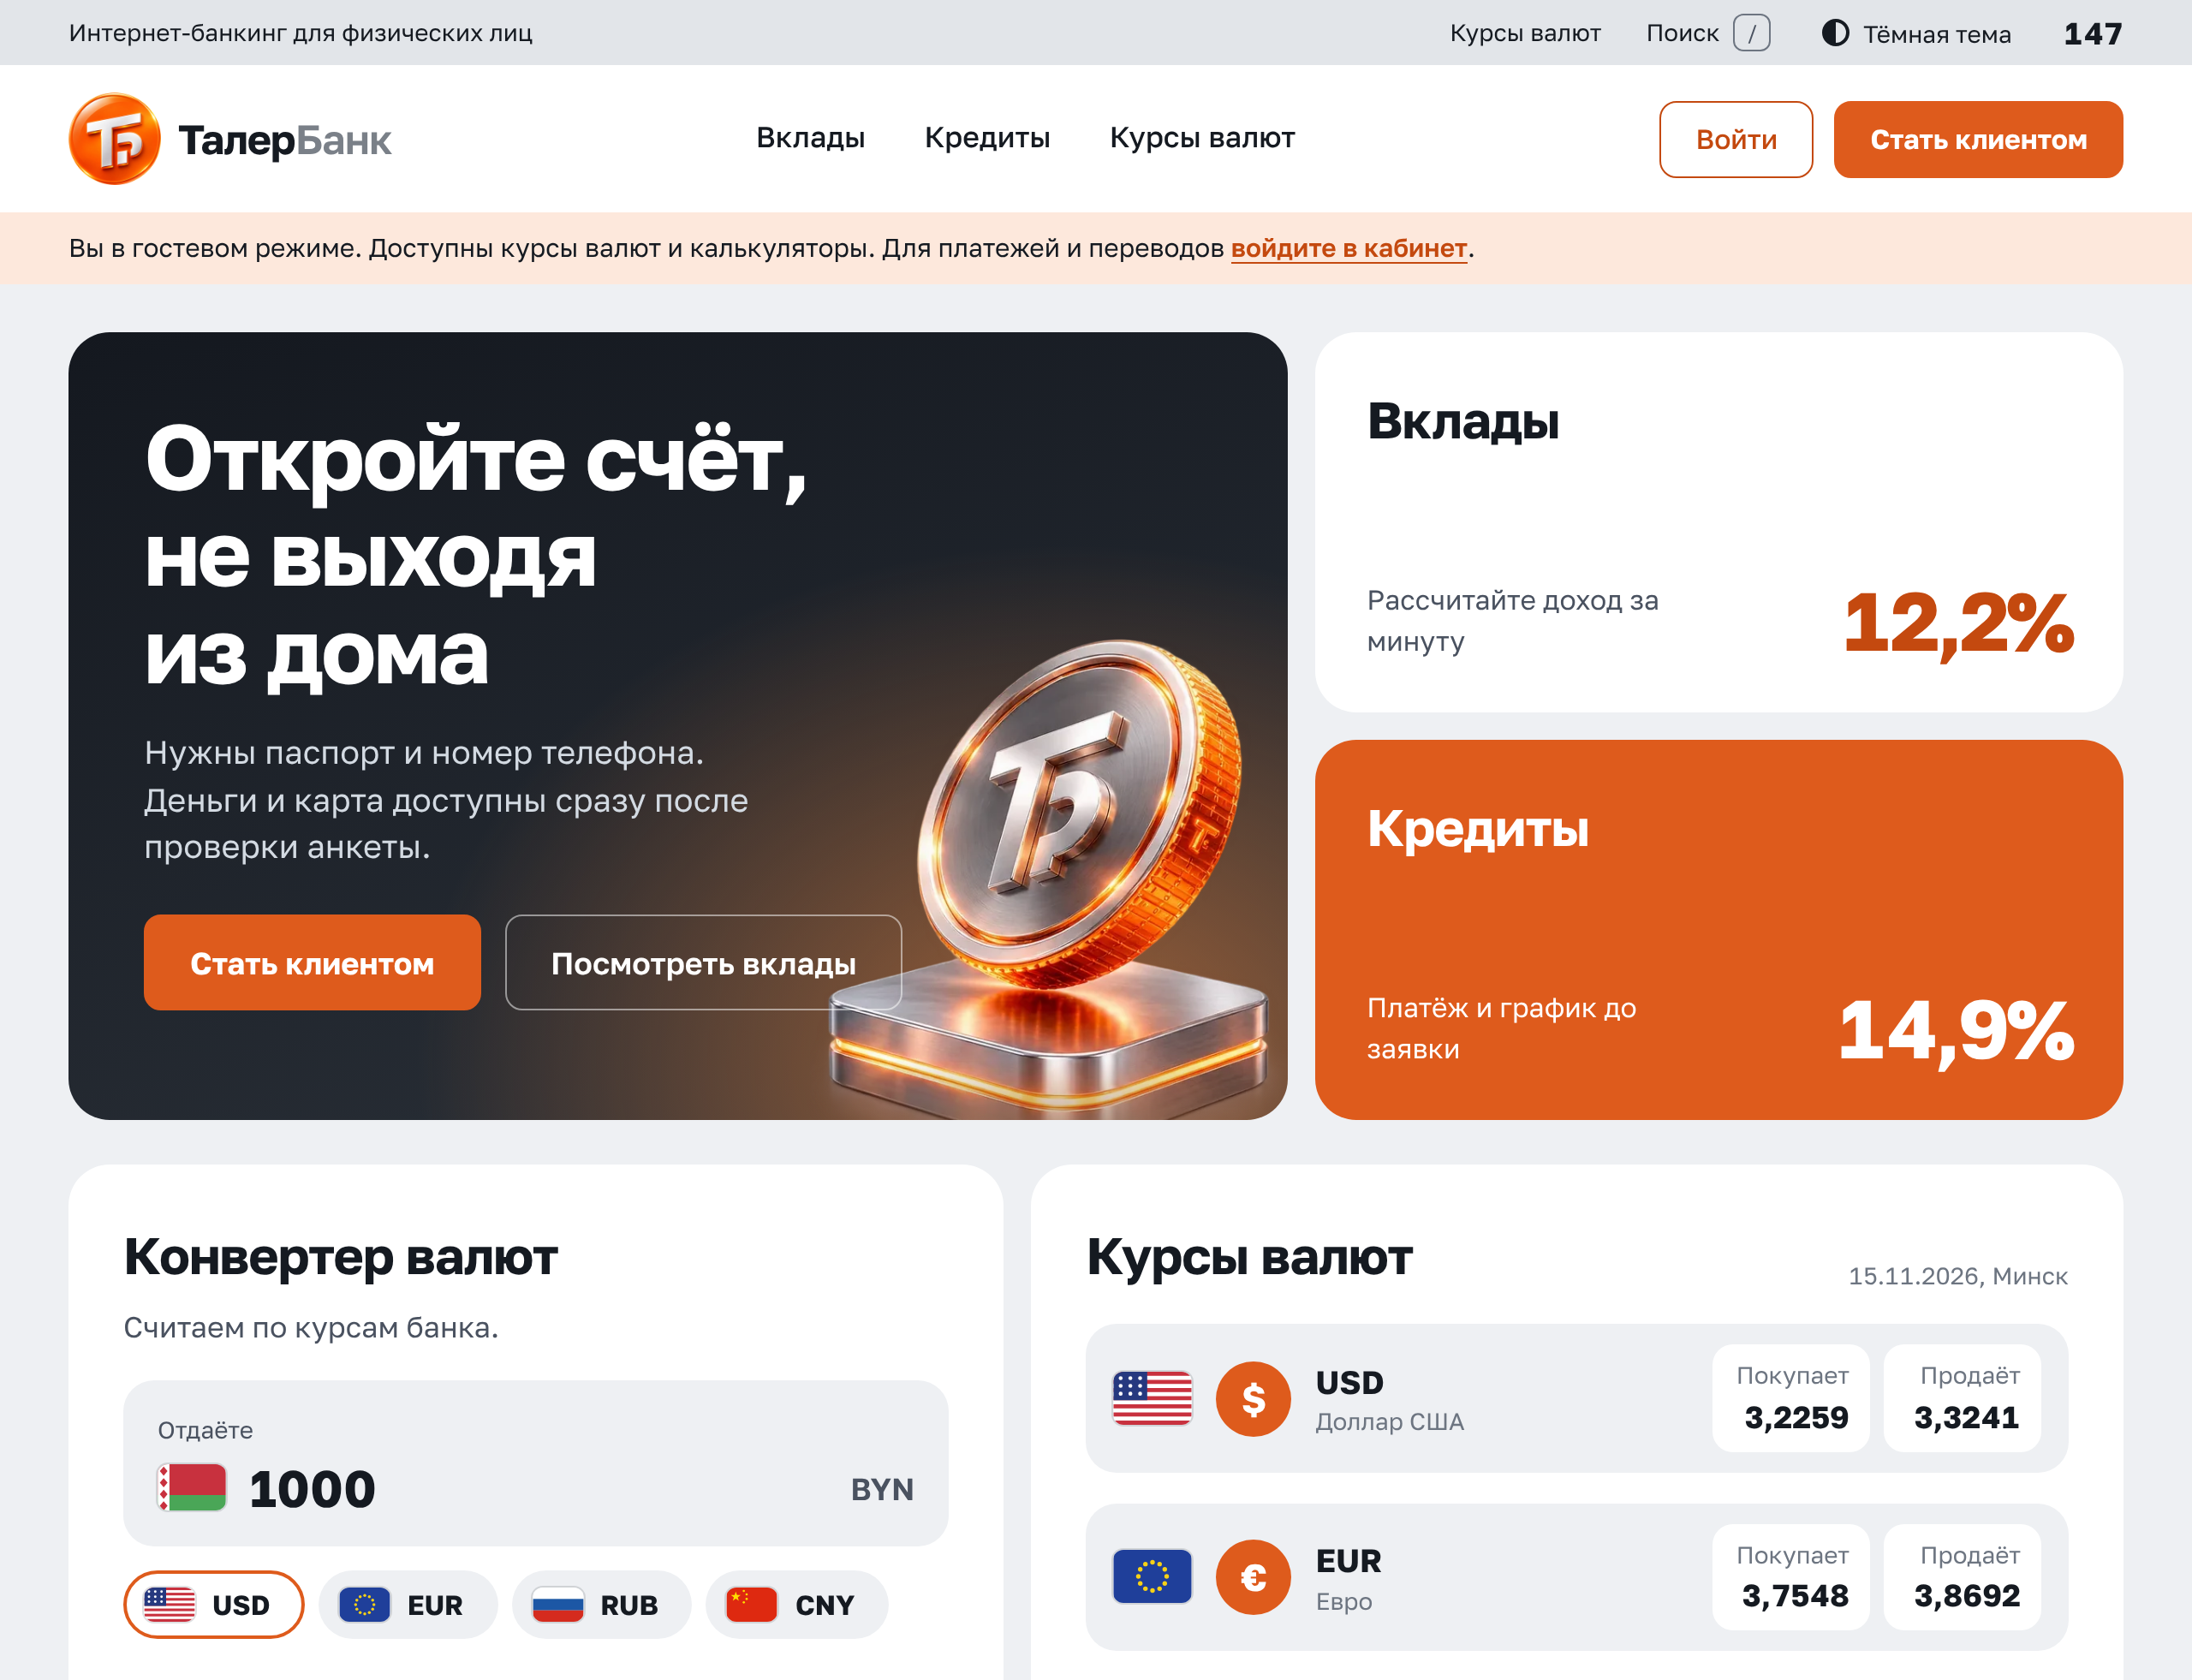 Интернет-банкинг для физических лиц
Курсы валют
Поиск /
Тёмная тема
147
ТалерБанк
Вклады
Кредиты
Курсы валют
Войти
Стать клиентом
Вы в гостевом режиме. Доступны курсы валют и калькуляторы. Для платежей и переводов войдите в кабинет.
Откройте счёт,
не выходя
из дома
Нужны паспорт и номер телефона.
Деньги и карта доступны сразу после
проверки анкеты.
Стать клиентом
Посмотреть вклады
Вклады
Рассчитайте доход за
минуту
12,2%
Кредиты
Платёж и график до
заявки
14,9%
Конвертер валют
Считаем по курсам банка.
Отдаёте
1000
BYN
USD
EUR
RUB
CNY
Курсы валют
15.11.2026, Минск
$
USD
Доллар США
Покупает
3,2259
Продаёт
3,3241
€
EUR
Евро
Покупает
3,7548
Продаёт
3,8692